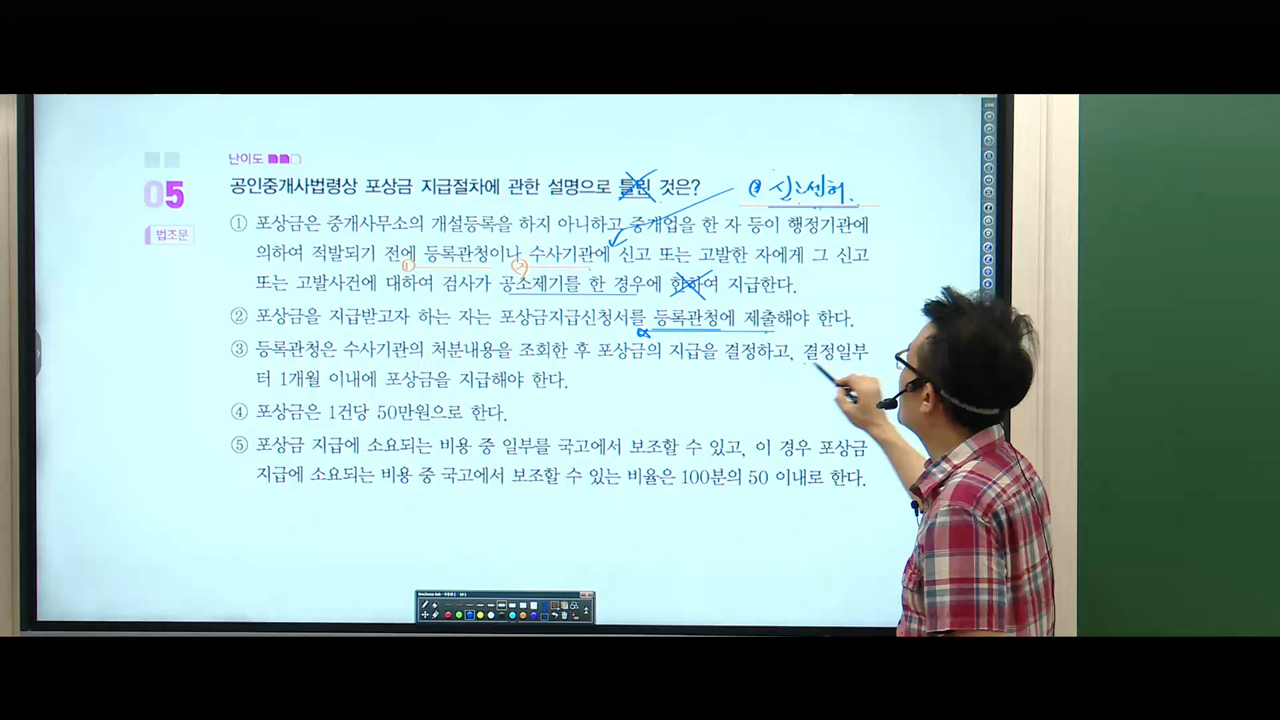 난이도
05
공인중개사법령상 포상금 지급절차에 관한 설명으로 틀린 것은?
법조문
① 포상금은 중개사무소의 개설등록을 하지 아니하고 중개업을 한 자 등이 행정기관에
의하여 적발되기 전에 등록관청이나 수사기관에 신고 또는 고발한 자에게 그 신고
① ②
또는 고발사건에 대하여 검사가 공소제기를 한 경우에 한하여 지급한다.
② 포상금을 지급받고자 하는 자는 포상금지급신청서를 등록관청에 제출해야 한다.
③ 등록관청은 수사기관의 처분내용을 조회한 후 포상금의 지급을 결정하고, 결정일부
터 1개월 이내에 포상금을 지급해야 한다.
④ 포상금은 1건당 50만원으로 한다.
⑤ 포상금 지급에 소요되는 비용 중 일부를 국고에서 보조할 수 있고, 이 경우 포상금
지급에 소요되는 비용 중 국고에서 보조할 수 있는 비율은 100분의 50 이내로 한다.